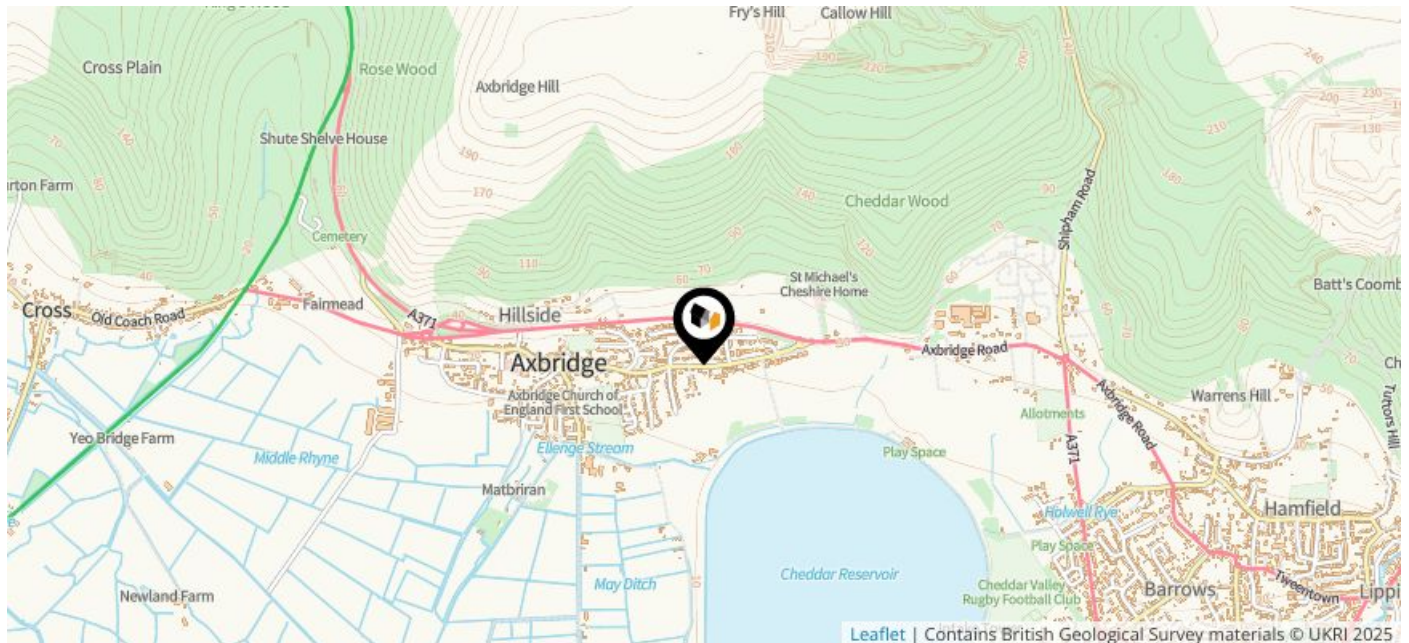 Fry's Hill
Callow Hill
Cross Plain
Rose Wood
Axbridge Hill
Shute Shelve House
Cheddar Wood
Shipham Road
Cemetery
St Michael's
Cheshire Home
Batt's Coomb
Cross
Old Coach Road
Fairmead
A371
Hillside
Axbridge
Axbridge Road
Axbridge Church of
England First School
Allotments
Axbridge Road
Warrens Hill
Tuttors Hill
Yeo Bridge Farm
Middle Rhyne
Ellenge Stream
Play Space
A371
Matbriran
Holwell Rye
Hamfield
Play Space
Newland Farm
May Ditch
Cheddar Reservoir
Cheddar Valley
Rugby Football Club
Barrows
Tweentown
Leaflet | Contains British Geological Survey materials © UKRI 2025